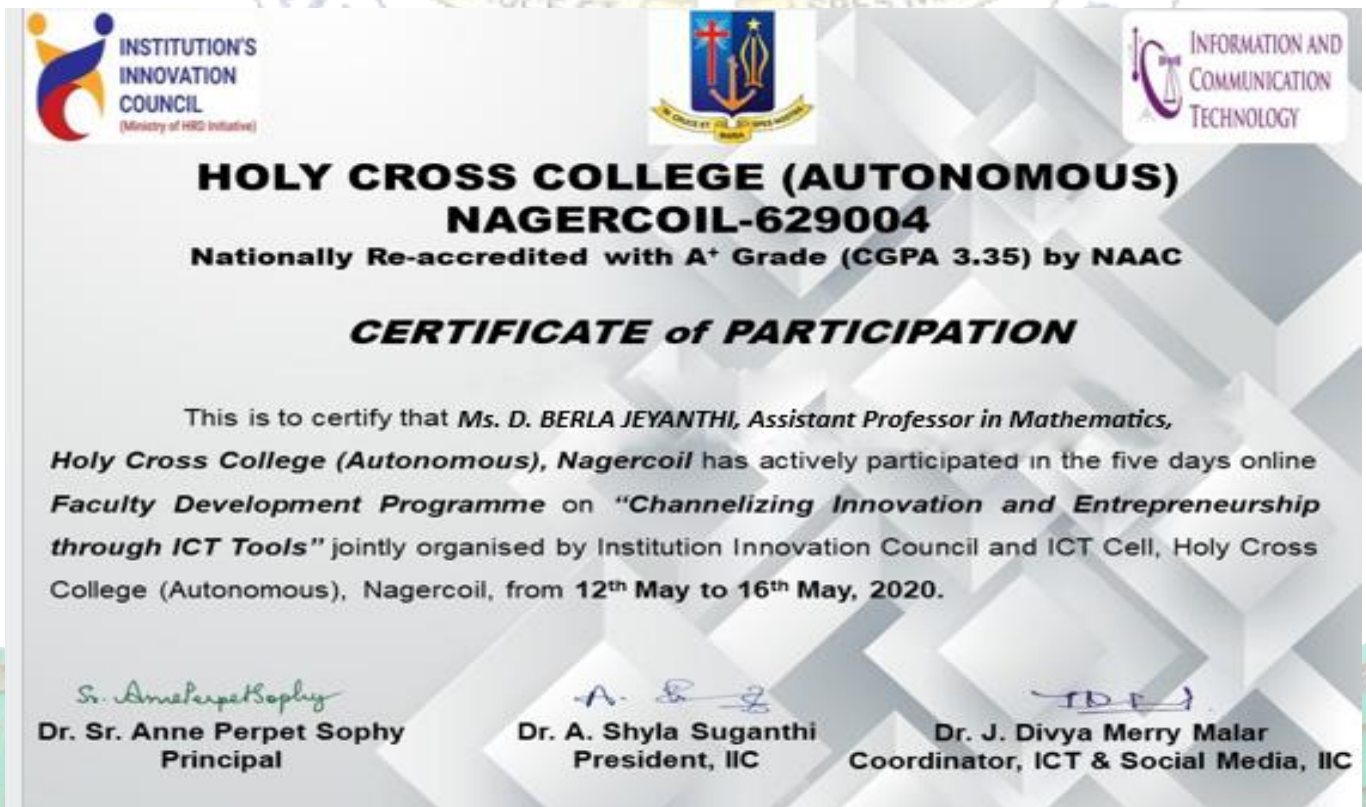 INSTITUTION'S
INNOVATION
COUNCIL
(Ministry of HRD Initiative)
INFORMATION AND
COMMUNICATION
TECHNOLOGY
HOLY CROSS COLLEGE (AUTONOMOUS)
NAGERCOIL-629004
Nationally Re-accredited with A⁺ Grade (CGPA 3.35) by NAAC
CERTIFICATE of PARTICIPATION
This is to certify that Ms. D. BERLA JEYANTHI, Assistant Professor in Mathematics,
Holy Cross College (Autonomous), Nagercoil has actively participated in the five days online
Faculty Development Programme on "Channelizing Innovation and Entrepreneurship
through ICT Tools" jointly organised by Institution Innovation Council and ICT Cell, Holy Cross
College (Autonomous), Nagercoil, from 12th May to 16th May, 2020.
Sr. AnnePerpetSophy
Dr. Sr. Anne Perpet Sophy
Principal
Dr. A. Shyla Suganthi
President, IIC
Dr. J. Divya Merry Malar
Coordinator, ICT & Social Media, IIC